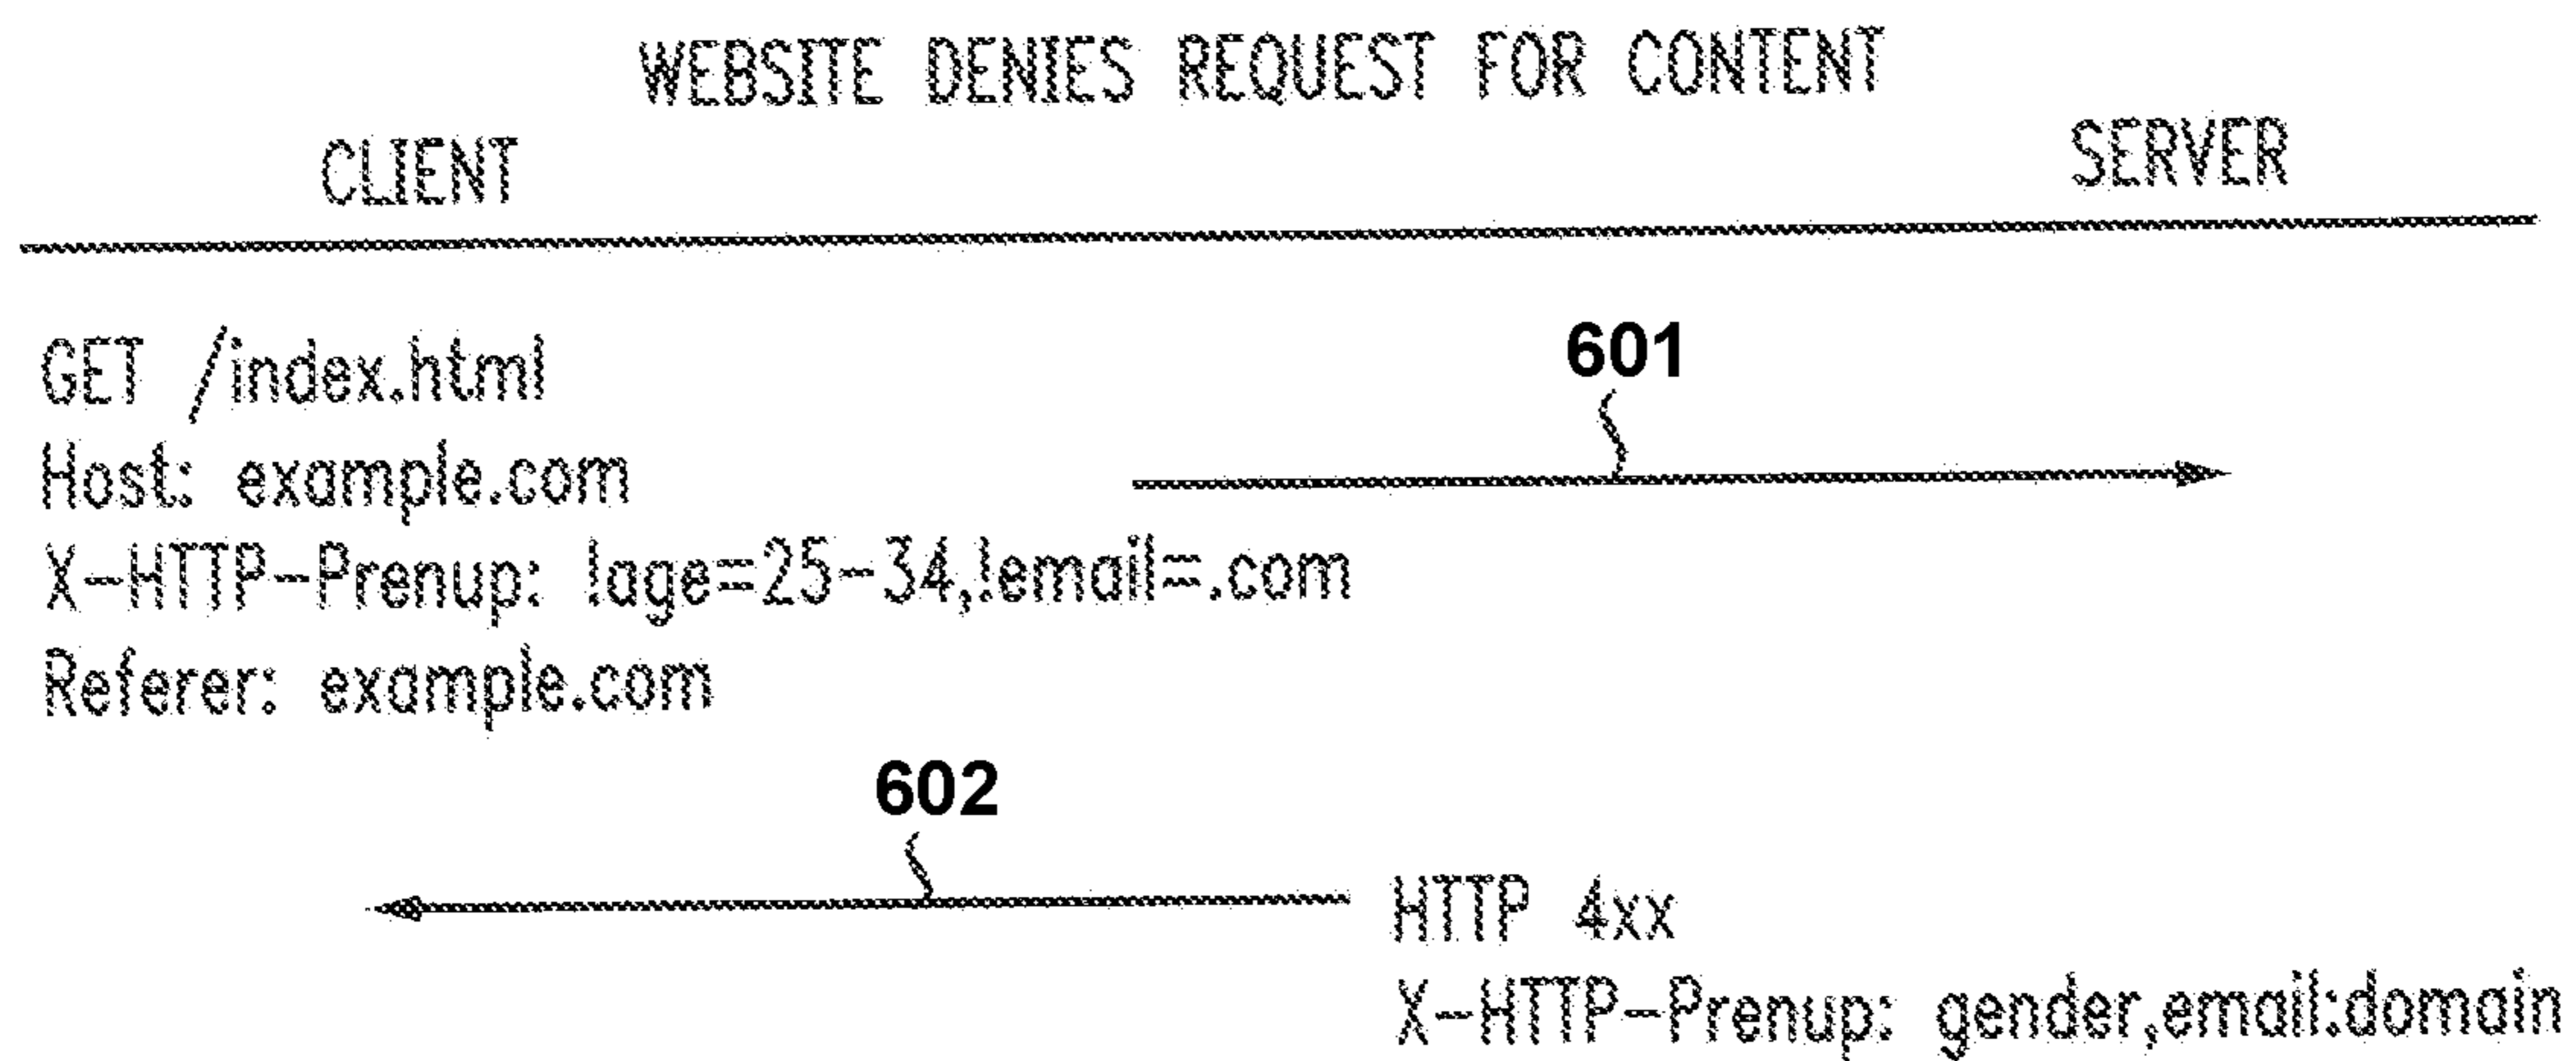 WEBSITE DENIES REQUEST FOR CONTENT
CLIENT
SERVER
GET /index.html
601
Host: example.com
X-HTTP-Prenup: !age=25-34,!email=.com
Referer: example.com
602
HTTP 4xx
X-HTTP-Prenup: gender,email:domain